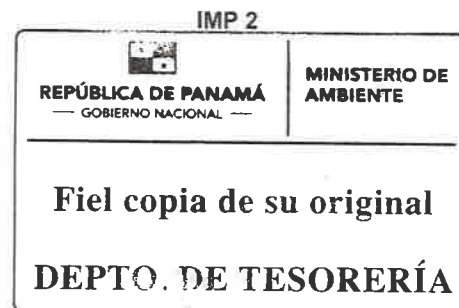 IMP 2
REPÚBLICA DE PANAMÁ
— GOBIERNO NACIONAL —
MINISTERIO DE
AMBIENTE
Fiel copia de su original
DEPTO. DE TESORERÍA